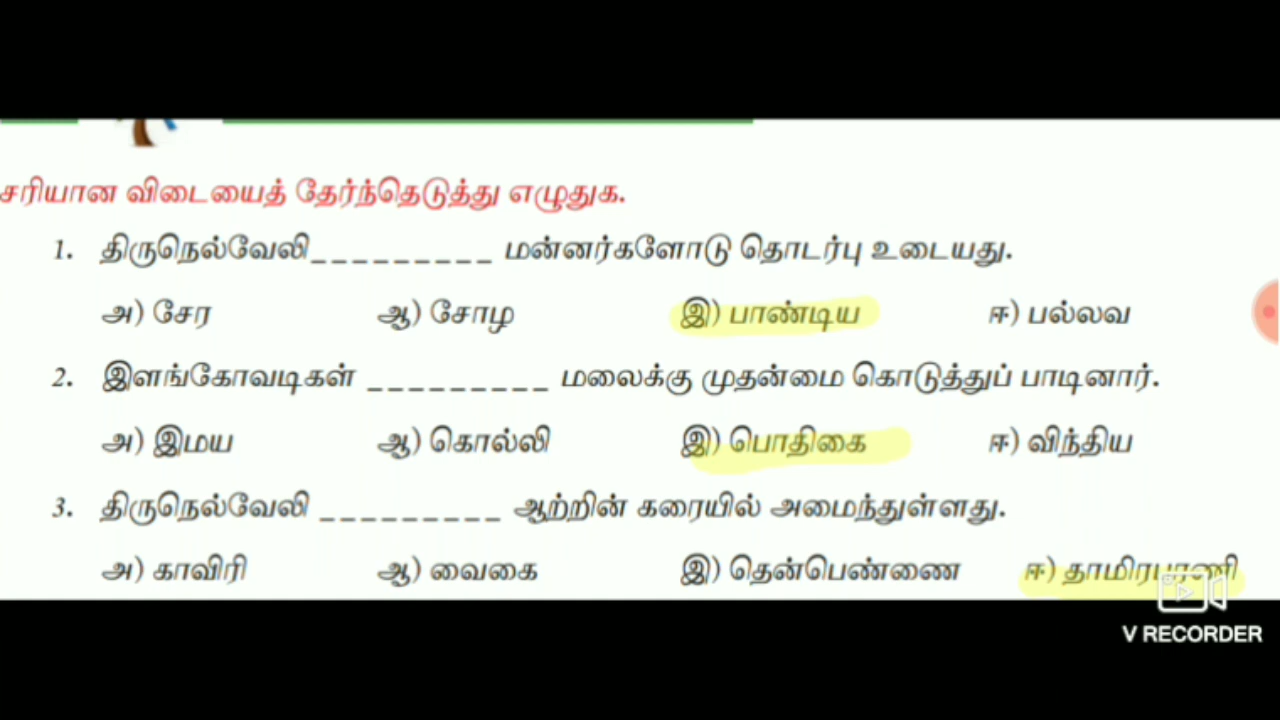 சரியான விடையைத் தேர்ந்தெடுத்து எழுதுக.
1. திருநெல்வேலி_________ மன்னர்களோடு தொடர்பு உடையது.
அ) சேர ஆ) சோழ இ) பாண்டிய ஈ) பல்லவ
2. இளங்கோவடிகள் _________ மலைக்கு முதன்மை கொடுத்துப் பாடினார்.
அ) இமய ஆ) கொல்லி இ) பொதிகை ஈ) விந்திய
3. திருநெல்வேலி _________ ஆற்றின் கரையில் அமைந்துள்ளது.
அ) காவிரி ஆ) வைகை இ) தென்பெண்ணை ஈ) தாமிரபரணி
V RECORDER